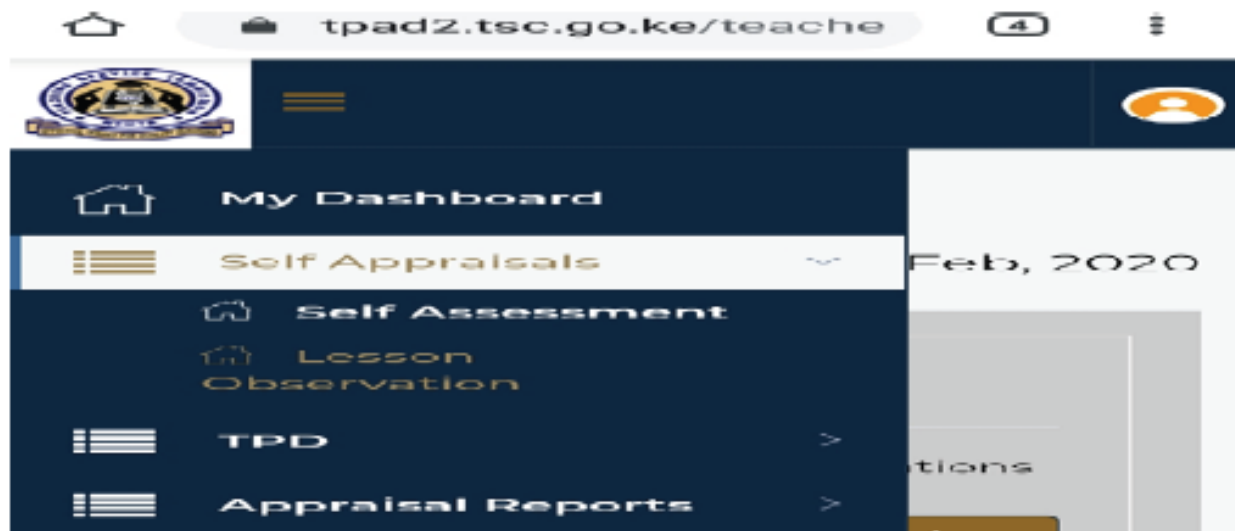 tpad2.tsc.go.ke/teache
4
My Dashboard
Self Appraisals
Feb, 2020
Self Assessment
Lesson
Observation
TPD
ations
Appraisal Reports